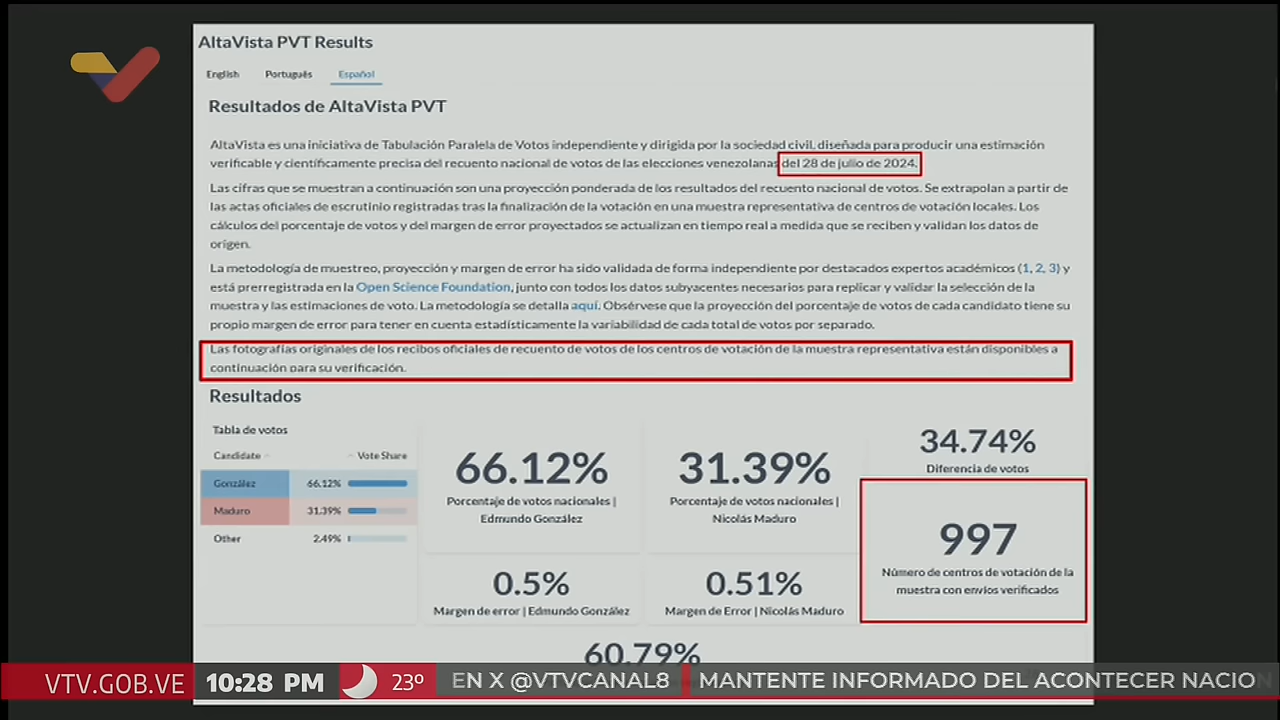 AltaVista PVT Results
English Português Español
Resultados de AltaVista PVT
AltaVista es una iniciativa de Tabulación Paralela de Votos independiente y dirigida por la sociedad civil, diseñada para producir una estimación
verificable y científicamente precisa del recuento nacional de votos de las elecciones venezolanas del 28 de julio de 2024.
Las cifras que se muestran a continuación son una proyección ponderada de los resultados del recuento nacional de votos. Se extrapolan a partir de
las actas oficiales de escrutinio registradas tras la finalización de la votación en una muestra representativa de centros de votación locales. Los
cálculos del porcentaje de votos y del margen de error proyectados se actualizan en tiempo real a medida que se reciben y validan los datos de
origen.
La metodología de muestreo, proyección y margen de error ha sido validada de forma independiente por destacados expertos académicos (1, 2, 3) y
está prerregistrada en la Open Science Foundation, junto con todos los datos subyacentes necesarios para replicar y validar la selección de la
muestra y las estimaciones de voto. La metodología se detalla aquí. Obsérvese que la proyección del porcentaje de votos de cada candidato tiene su
propio margen de error para tener en cuenta estadísticamente la variabilidad de cada total de votos por separado.
Las fotografías originales de los recibos oficiales de recuento de votos de los centros de votación de la muestra representativa están disponibles a
continuación para su verificación.
Resultados
Tabla de votos
Candidate Vote Share
González 66.12%
Maduro 31.39%
Other 2.49%
66.12%
Porcentaje de votos nacionales |
Edmundo González
31.39%
Porcentaje de votos nacionales |
Nicolás Maduro
34.74%
Diferencia de votos
0.5%
Margen de error | Edmundo González
0.51%
Margen de Error | Nicolás Maduro
997
Número de centros de votación de la
muestra con envíos verificados
60.79%
VTV.GOB.VE 10:28 PM 23º EN X @VTVCANAL8 MANTENTE INFORMADO DEL ACONTECER NACIO